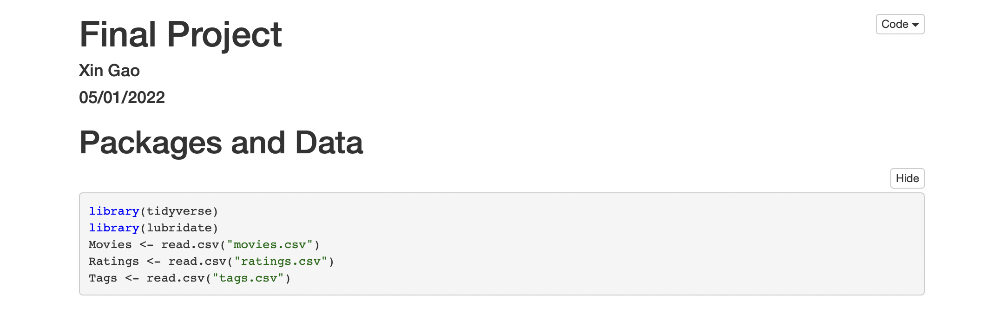 Final Project
Code
Xin Gao
05/01/2022
Packages and Data
Hide
library(tidyverse)
library(lubridate)
Movies <- read.csv("movies.csv")
Ratings <- read.csv("ratings.csv")
Tags <- read.csv("tags.csv")